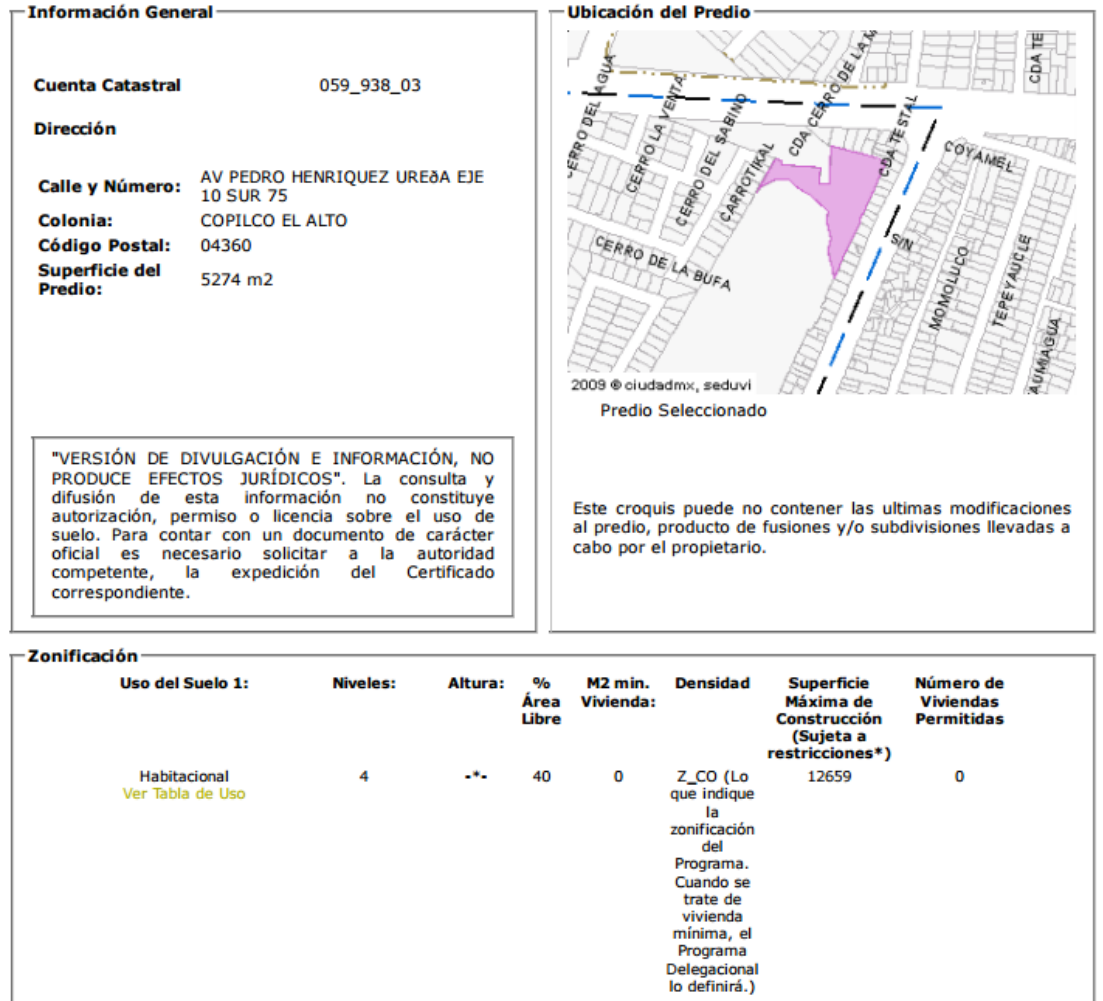 Información General
Cuenta Catastral 059_938_03
Dirección
Calle y Número: AV PEDRO HENRIQUEZ UREðA EJE
10 SUR 75
Colonia: COPILCO EL ALTO
Código Postal: 04360
Superficie del
Predio: 5274 m2
"VERSIÓN DE DIVULGACIÓN E INFORMACIÓN, NO
PRODUCE EFECTOS JURÍDICOS". La consulta y
difusión de esta información no constituye
autorización, permiso o licencia sobre el uso de
suelo. Para contar con un documento de carácter
oficial es necesario solicitar a la autoridad
competente, la expedición del Certificado
correspondiente.
Ubicación del Predio
CERRO DEL AGUA
CERRO LA VENTA
CERRO DEL SABINO
CARROTIKAL
CDA CERRO DE LA M
CDA TESTAL
CDA TE
COYAMEL
S/N
MOMOLUCO
TEPEYAUCLE
AUMIAGUA
CERRO DE LA BUFA
2009 © ciudadmx, seduvi
Predio Seleccionado
Este croquis puede no contener las ultimas modificaciones
al predio, producto de fusiones y/o subdivisiones llevadas a
cabo por el propietario.
Zonificación
Uso del Suelo 1: Niveles: Altura: % Área Libre M2 min. Vivienda: Densidad Superficie Máxima de Construcción (Sujeta a restricciones*) Número de Viviendas Permitidas
Habitacional 4 -*- 40 0 Z_CO (Lo 12659 0
Ver Tabla de Uso
que indique
la
zonificación
del
Programa.
Cuando se
trate de
vivienda
mínima, el
Programa
Delegacional
lo definirá.)